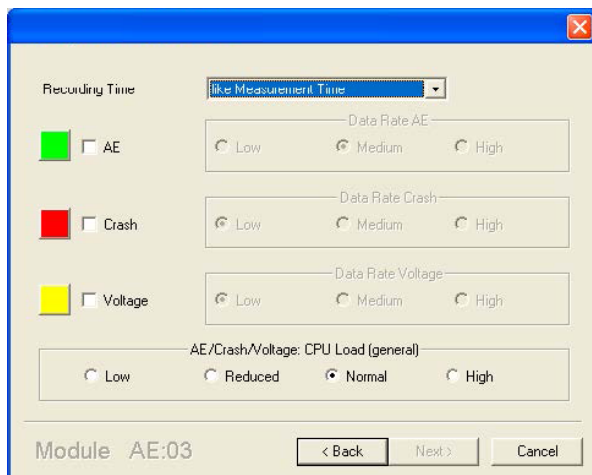 Recording Time like Measurement Time
Data Rate AE
AE Low Medium High
Data Rate Crash
Crash Low Medium High
Data Rate Voltage
Voltage Low Medium High
AE/Crash/Voltage: CPU Load (general)
Low Reduced Normal High
Module AE:03 < Back Next > Cancel